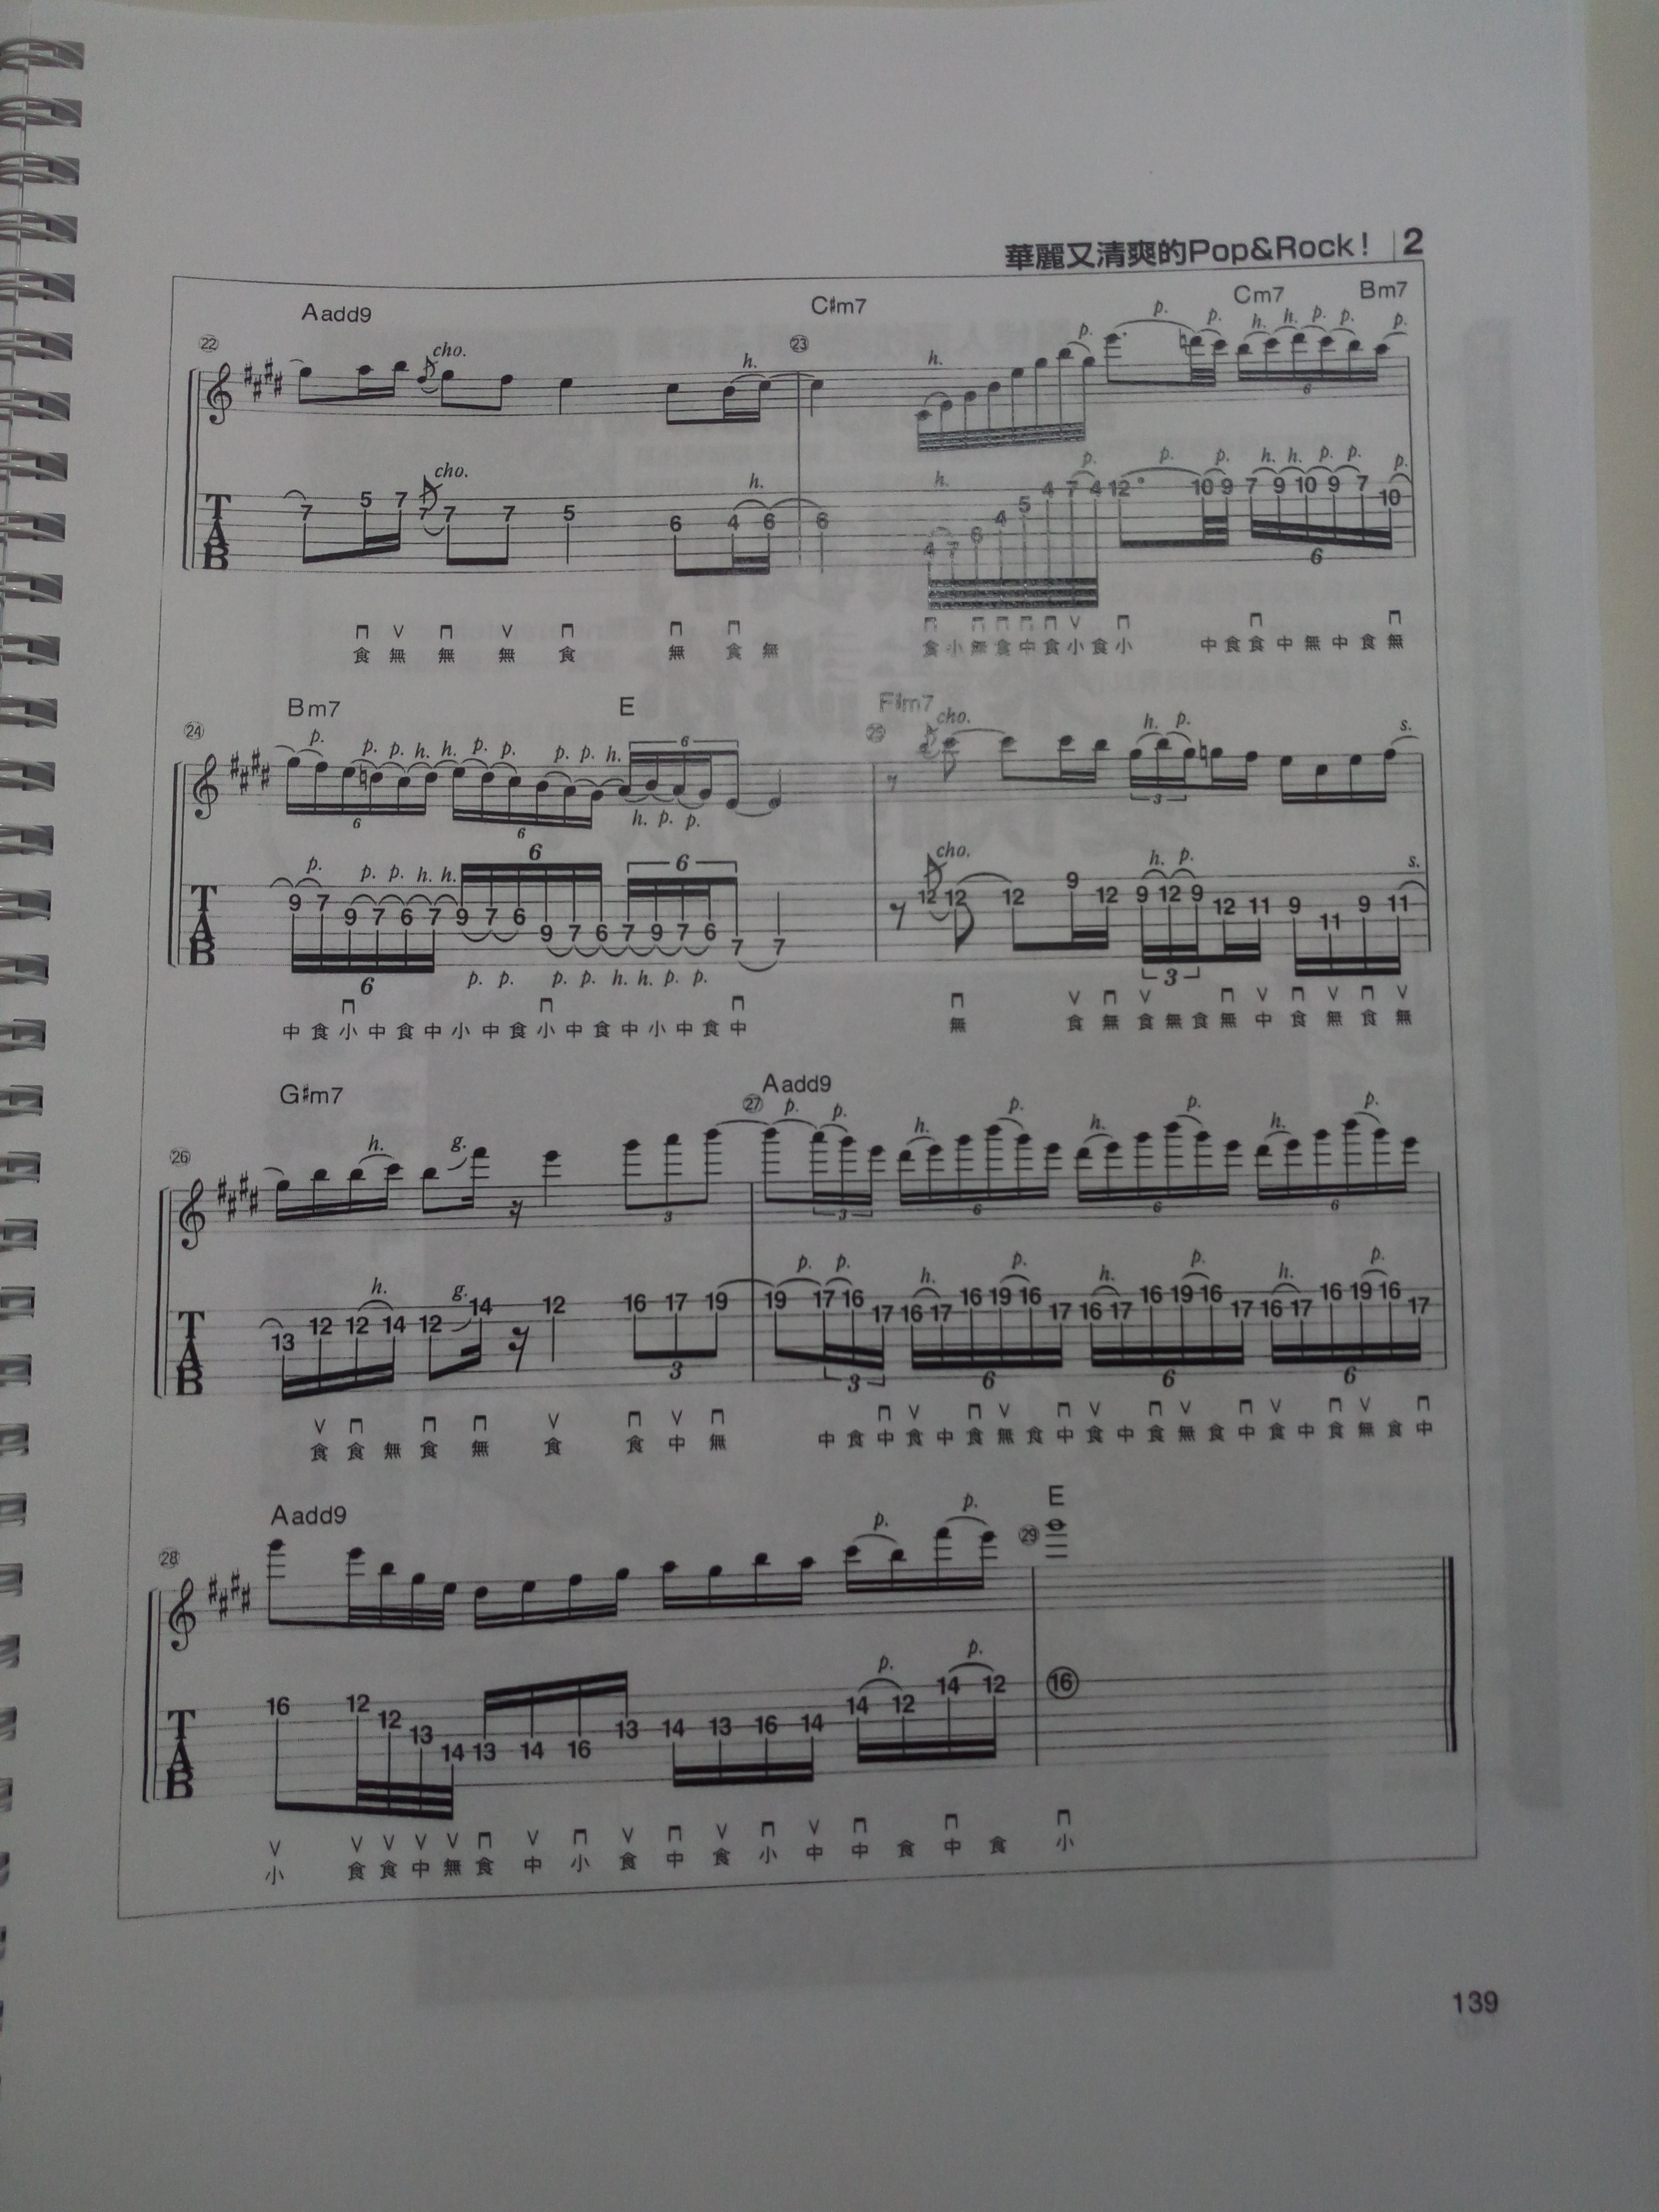 華麗又清爽的Pop&Rock! 2
Aadd9 C#m7 Cm7 Bm7
22 cho. h. 23 h. p. p. p. h. h. p. p. p.
cho. h. h. p. p. p. h. h. p. p. p.
T A B 7 5 7 7 7 7 5 6 4 6 6 4 7 6 4 5 4 7 4 12 10 9 7 9 10 9 7 10
6
食 無 無 無 食 無 食 無 食 小 無 食 中 食 小 食 小 中 食 食 中 無 中 食 無
Bm7 E F#m7
24 p. p. p. h. h. p. p. p. p. h. 6 25 cho. h. p. s.
6 6 h. p. p. 3
p. p. p. h. h. 6 6 cho. h. p. s.
T A B 9 7 9 7 6 7 9 7 6 9 7 6 7 9 7 6 7 7 12 12 12 9 12 9 12 9 12 11 9 11 9 11
6 p. p. p. p. h. h. p. p. 3
中 食 小 中 食 中 小 中 食 小 中 食 中 小 中 食 中 無 食 無 食 無 食 無 中 食 無 食 無
G#m7 Aadd9
26 h. g. 3 27 p. p. 3 h. p. 6 h. p. 6 h. p. 6
h. g. p. p. h. p. h. p. h. p.
T A B 13 12 12 14 12 14 12 16 17 19 19 17 16 17 16 17 16 19 16 17 16 17 16 19 16 17 16 17 16 19 16 17
3 3 6 6 6
食 食 無 食 無 食 食 中 無 中 食 中 食 中 食 無 食 中 食 中 食 無 食 中 食 中 食 無 食 中
Aadd9 E
28 p. p. 29
p. p.
T A B 16 12 12 13 14 13 14 16 13 14 13 16 14 14 12 14 12 16
小 食 食 中 無 食 中 小 食 中 食 小 中 中 食 中 食 小
139